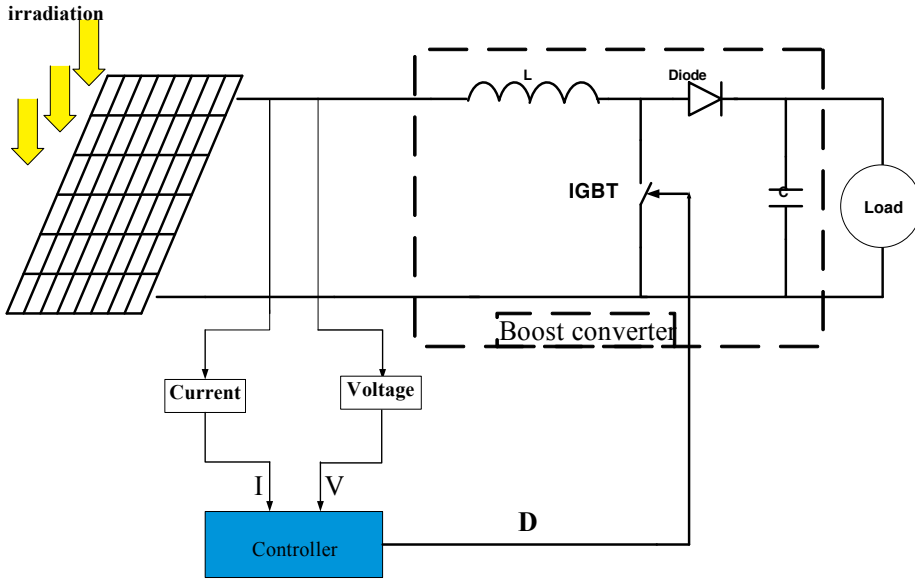 irradiation
L
Diode
IGBT
C
Load
Boost converter
Current
Voltage
I
V
D
Controller